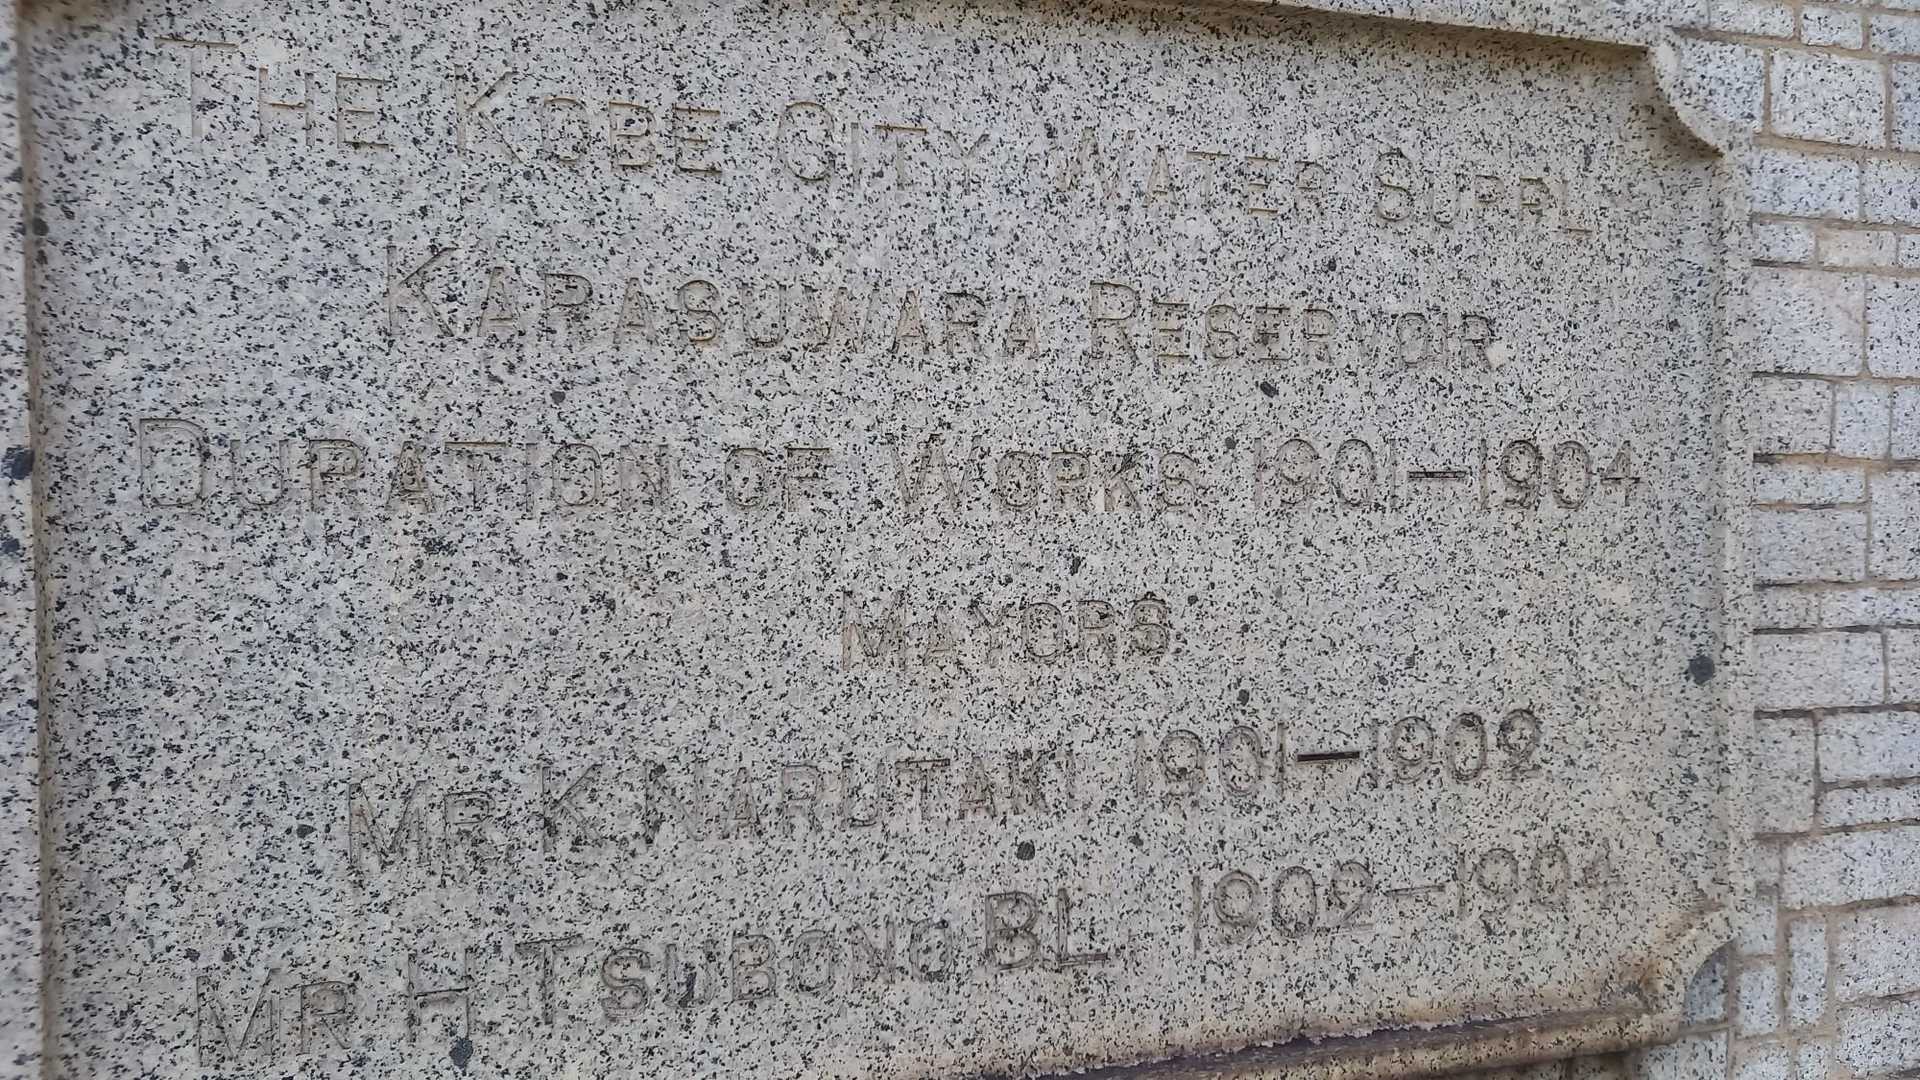 THE KOBE CITY WATER SUPPL
KARASUWARA RESERVOIR
DURATION OF WORKS 1901—1904
MAYORS
MR. K. NARUTAKI 1901—1902
MR H TSUBONO BL 1902—1904